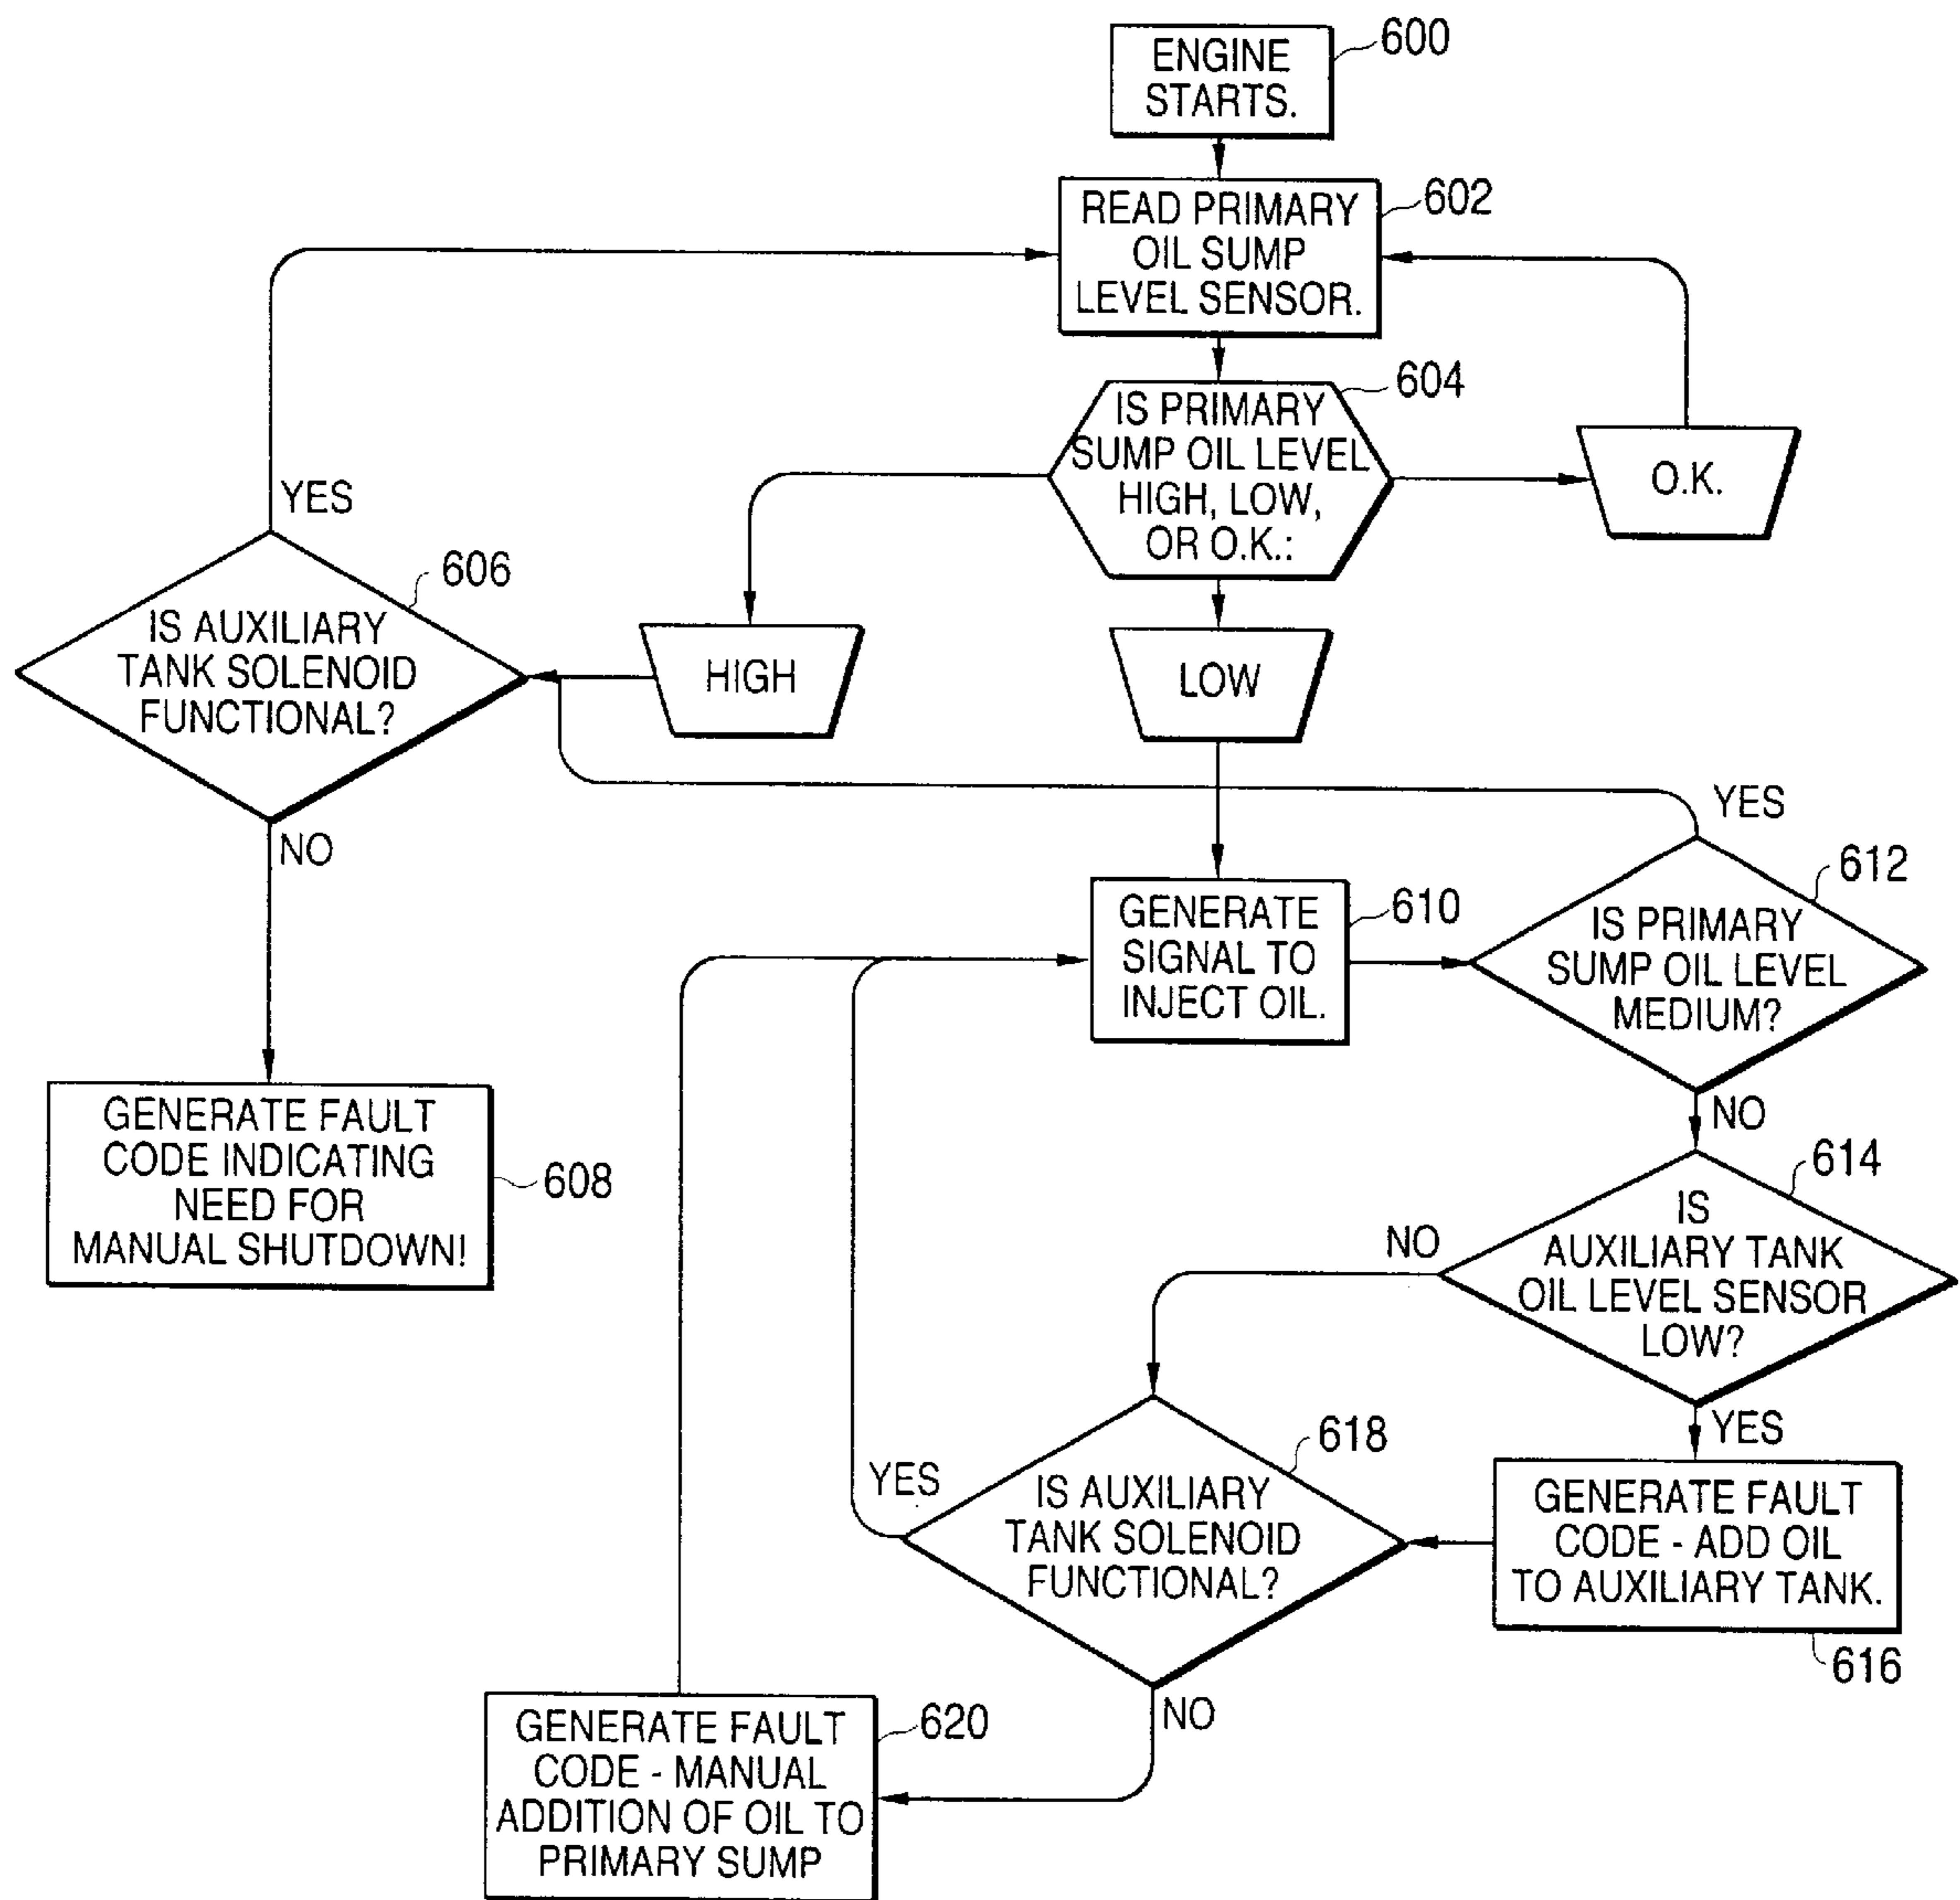 ENGINE
STARTS.
600
READ PRIMARY
OIL SUMP
LEVEL SENSOR.
602
IS PRIMARY
SUMP OIL LEVEL
HIGH, LOW,
OR O.K.:
604
O.K.
YES
606
IS AUXILIARY
TANK SOLENOID
FUNCTIONAL?
HIGH
LOW
NO
YES
GENERATE
SIGNAL TO
INJECT OIL.
610
612
IS PRIMARY
SUMP OIL LEVEL
MEDIUM?
NO
GENERATE FAULT
CODE INDICATING
NEED FOR
MANUAL SHUTDOWN!
608
614
IS
AUXILIARY TANK
OIL LEVEL SENSOR
LOW?
NO
YES
618
YES
IS AUXILIARY
TANK SOLENOID
FUNCTIONAL?
GENERATE FAULT
CODE - ADD OIL
TO AUXILIARY TANK.
616
NO
GENERATE FAULT
CODE - MANUAL
ADDITION OF OIL TO
PRIMARY SUMP
620